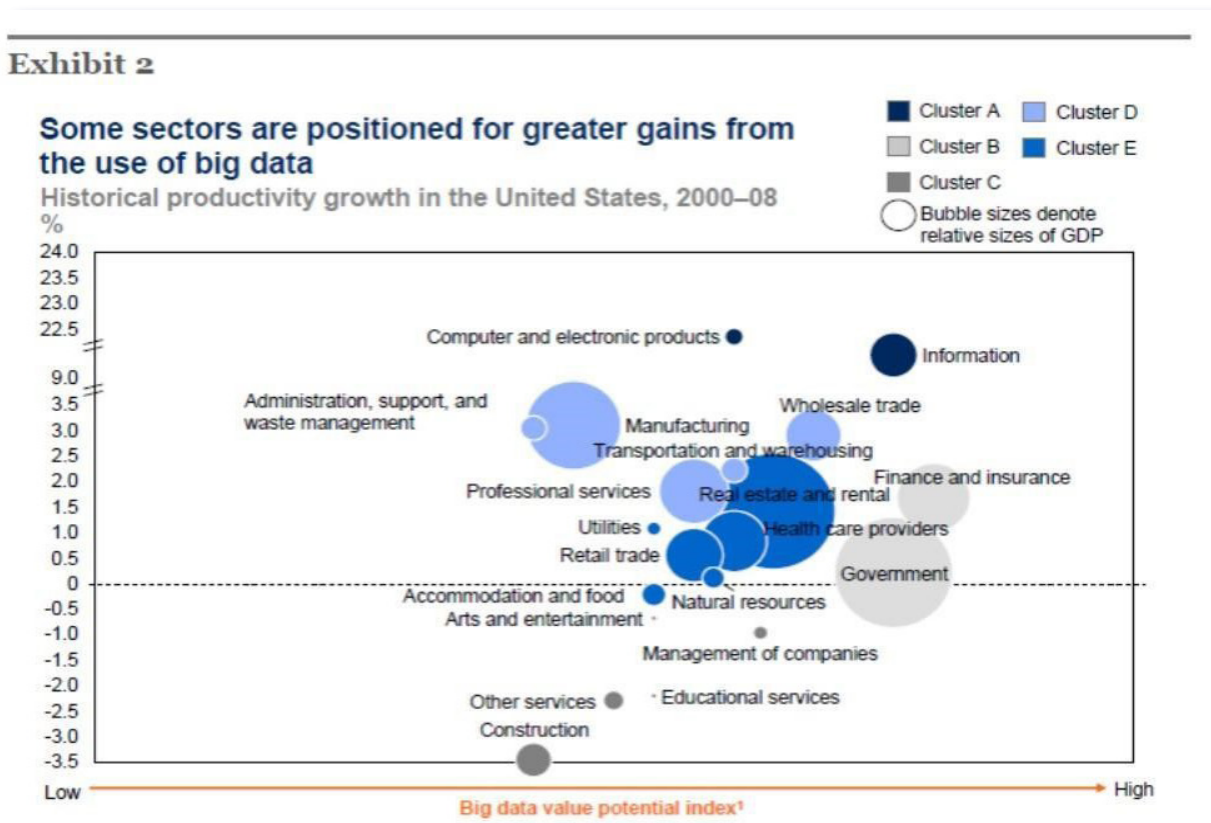 Exhibit 2
Some sectors are positioned for greater gains from
the use of big data
Historical productivity growth in the United States, 2000–08
%
Cluster A
Cluster D
Cluster B
Cluster E
Cluster C
Bubble sizes denote
relative sizes of GDP
24.0
23.5
23.0
22.5
9.0
3.5
3.0
2.5
2.0
1.5
1.0
0.5
0
-0.5
-1.0
-1.5
-2.0
-2.5
-3.0
-3.5
Computer and electronic products
Information
Administration, support, and
waste management
Wholesale trade
Manufacturing
Transportation and warehousing
Finance and insurance
Professional services
Real estate and rental
Utilities
Health care providers
Retail trade
Government
Accommodation and food
Natural resources
Arts and entertainment
Management of companies
Other services
Educational services
Construction
Low
High
Big data value potential index¹